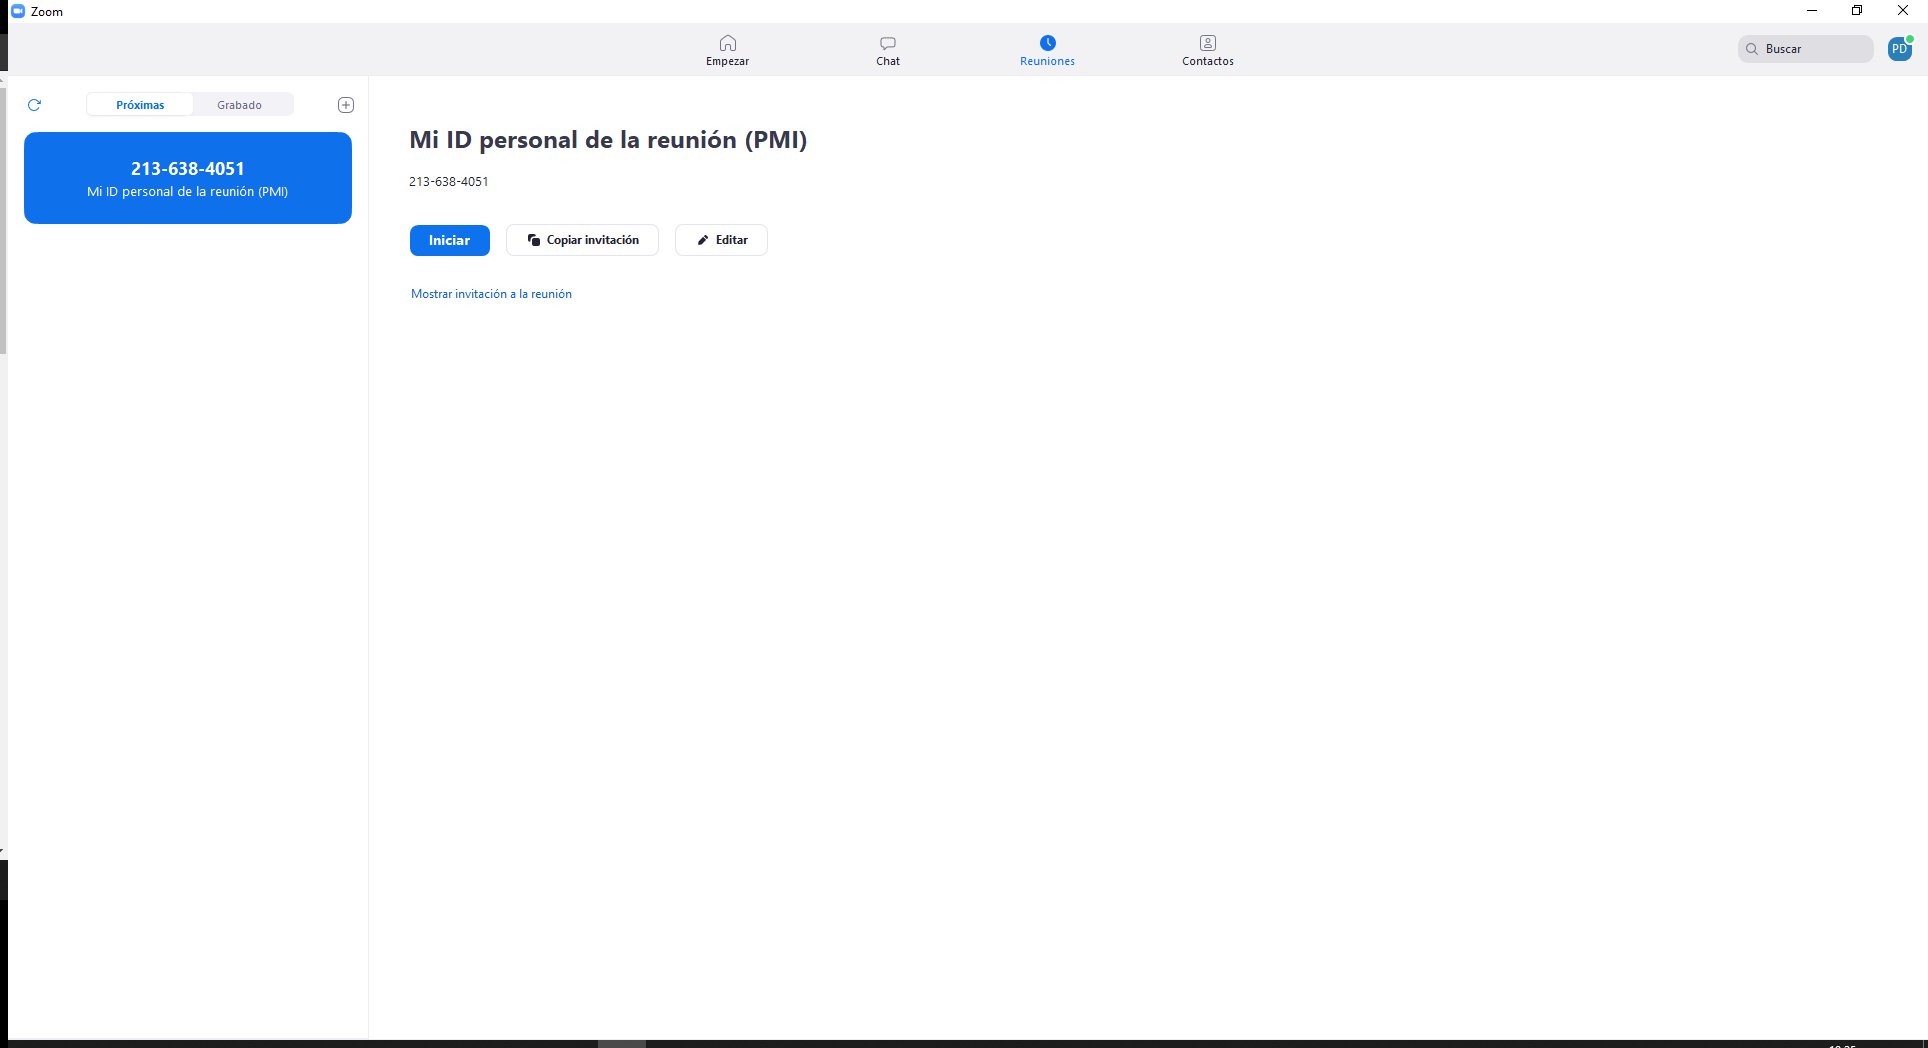 Zoom
Empezar
Chat
Reuniones
Contactos
Buscar
PD
Próximas
Grabado
213-638-4051
Mi ID personal de la reunión (PMI)
Mi ID personal de la reunión (PMI)
213-638-4051
Iniciar
Copiar invitación
Editar
Mostrar invitación a la reunión